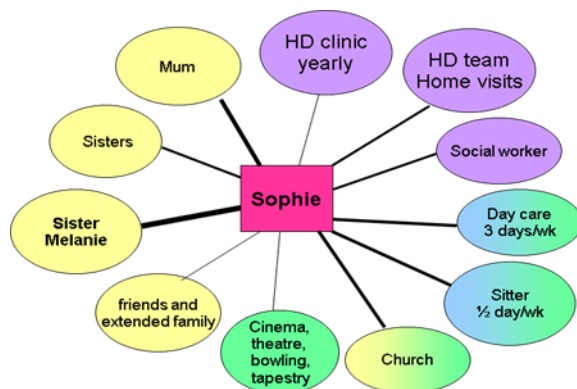 HD clinic
yearly
HD team
Home visits
Mum
Sisters
Social worker
Sophie
Sister
Melanie
Day care
3 days/wk
friends and
extended family
Cinema,
theatre,
bowling,
tapestry
Sitter
½ day/wk
Church